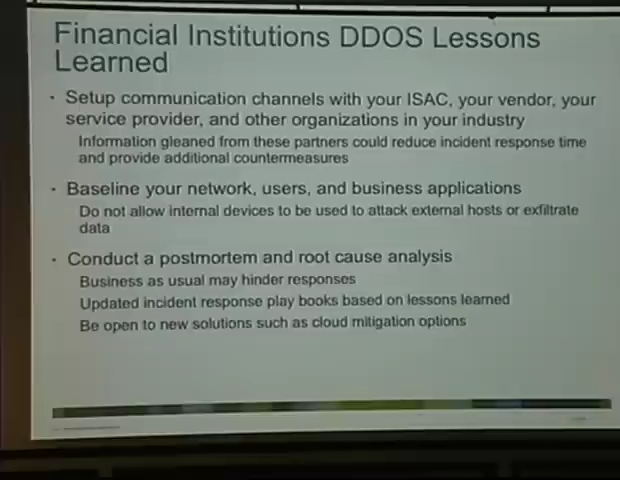 Financial Institutions DDOS Lessons
Learned
· Setup communication channels with your ISAC, your vendor, your
service provider, and other organizations in your industry
Information gleaned from these partners could reduce incident response time
and provide additional countermeasures
· Baseline your network, users, and business applications
Do not allow internal devices to be used to attack external hosts or exfiltrate
data
· Conduct a postmortem and root cause analysis
Business as usual may hinder responses
Updated incident response play books based on lessons learned
Be open to new solutions such as cloud mitigation options